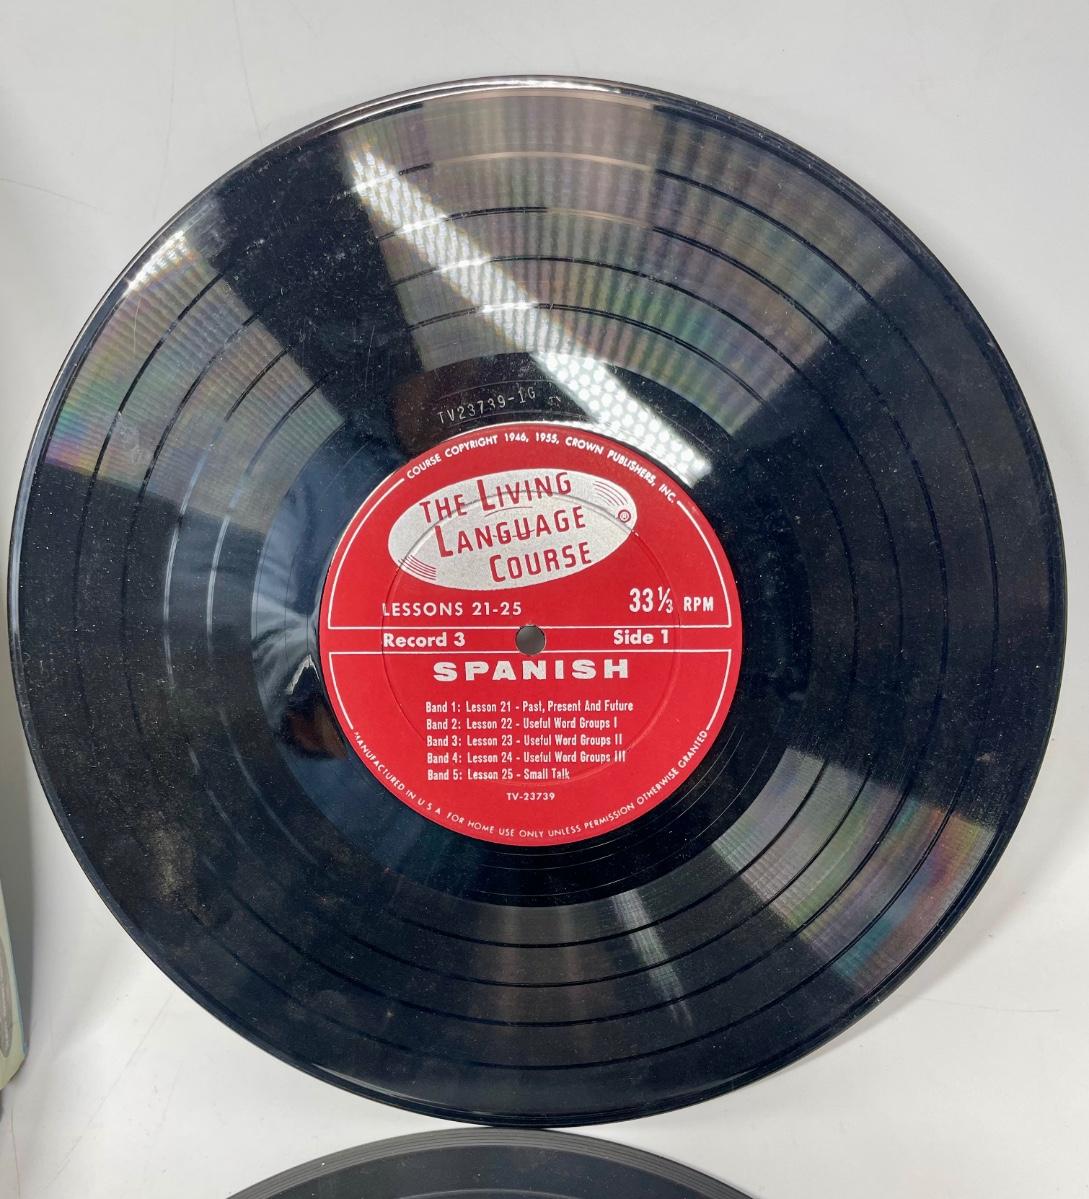 TV23739-1G
COURSE COPYRIGHT 1946, 1955, CROWN PUBLISHERS, INC.
THE LIVING
LANGUAGE
COURSE ®
LESSONS 21-25 33⅓ RPM
Record 3 Side 1
SPANISH
Band 1: Lesson 21 - Past, Present And Future
Band 2: Lesson 22 - Useful Word Groups I
Band 3: Lesson 23 - Useful Word Groups II
Band 4: Lesson 24 - Useful Word Groups III
Band 5: Lesson 25 - Small Talk
TV-23739
MANUFACTURED IN U S A FOR HOME USE ONLY UNLESS PERMISSION OTHERWISE GRANTED